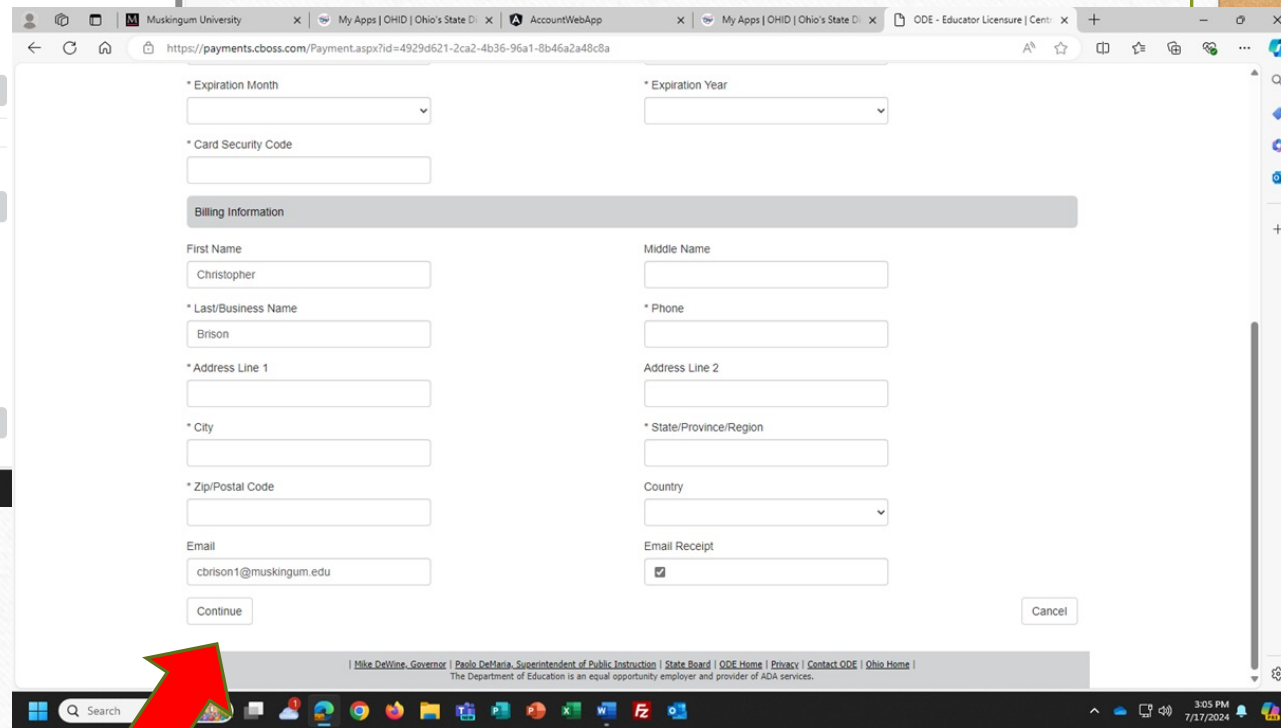 Muskingum University
My Apps | OHID | Ohio's State Di
AccountWebApp
My Apps | OHID | Ohio's State Di
ODE - Educator Licensure | Centr
https://payments.cboss.com/Payment.aspx?id=4929d621-2ca2-4b36-96a1-8b46a2a48c8a
* Expiration Month
* Expiration Year
* Card Security Code
Billing Information
First Name
Middle Name
Christopher
* Last/Business Name
* Phone
Brison
* Address Line 1
Address Line 2
* City
* State/Province/Region
* Zip/Postal Code
Country
Email
Email Receipt
cbrison1@muskingum.edu
Continue
Cancel
| Mike DeWine, Governor | Paolo DeMaria, Superintendent of Public Instruction | State Board | ODE Home | Privacy | Contact ODE | Ohio Home |
The Department of Education is an equal opportunity employer and provider of ADA services.
Search
3:05 PM
7/17/2024